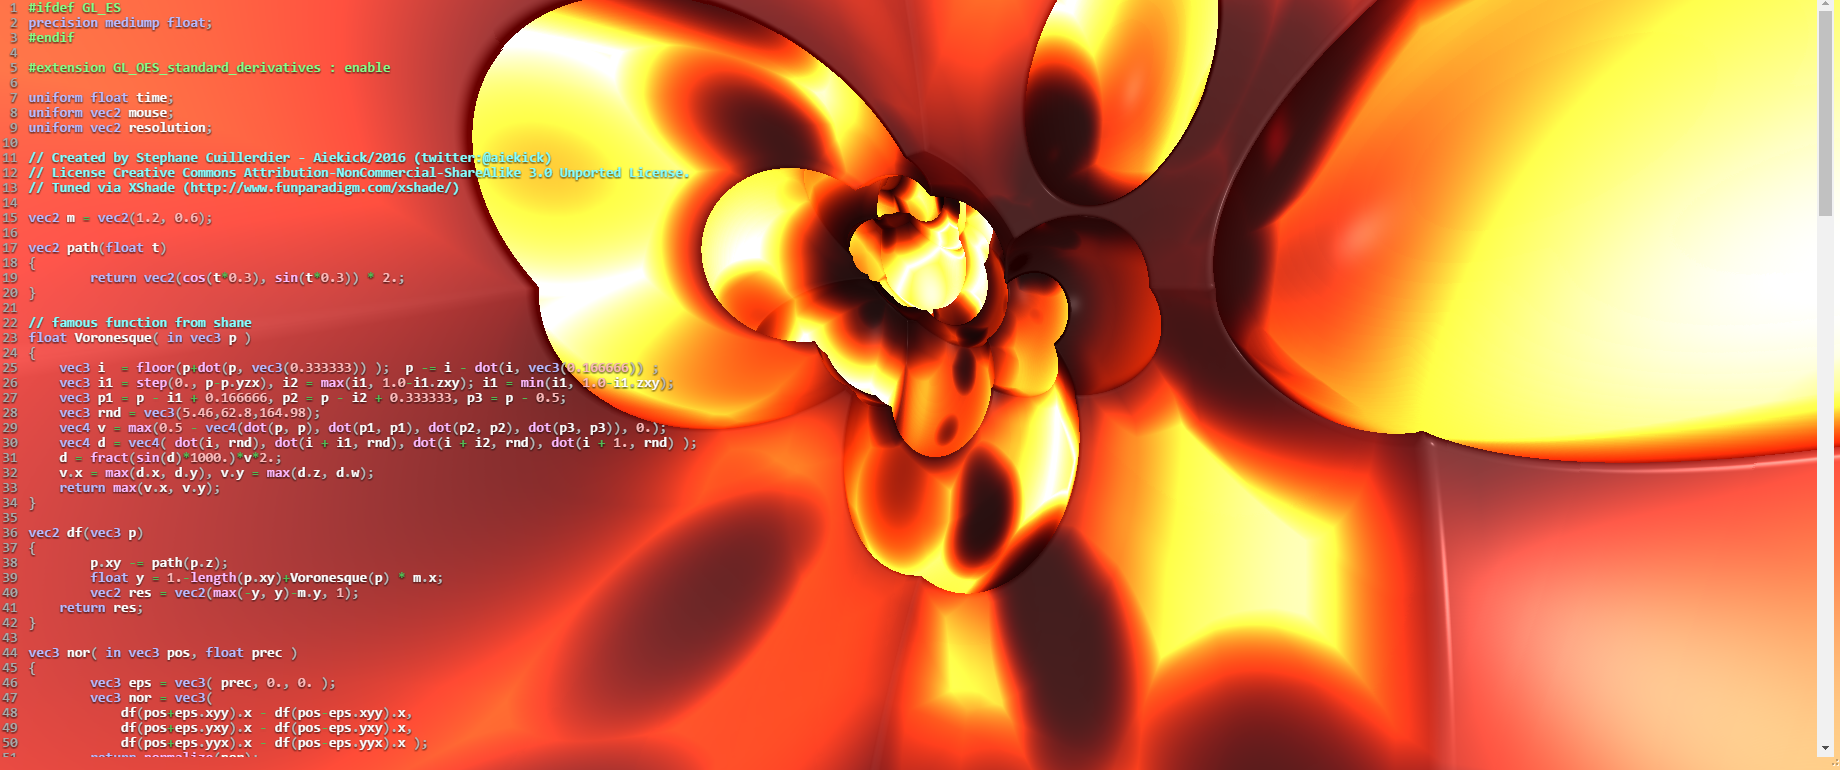 1 #ifdef GL_ES
2 precision mediump float;
3 #endif
4
5 #extension GL_OES_standard_derivatives : enable
6
7 uniform float time;
8 uniform vec2 mouse;
9 uniform vec2 resolution;
10
11 // Created by Stephane Cuillerdier - Aiekick/2016 (twitter:@aiekick)
12 // License Creative Commons Attribution-NonCommercial-ShareAlike 3.0 Unported License.
13 // Tuned via XShade (http://www.funparadigm.com/xshade/)
14
15 vec2 m = vec2(1.2, 0.6);
16
17 vec2 path(float t)
18 {
19 return vec2(cos(t*0.3), sin(t*0.3)) * 2.;
20 }
21
22 // famous function from shane
23 float Voronesque( in vec3 p )
24 {
25 vec3 i  = floor(p+dot(p, vec3(0.333333)) );  p -= i - dot(i, vec3(0.166666)) ;
26 vec3 i1 = step(0., p-p.yzx), i2 = max(i1, 1.0-i1.zxy); i1 = min(i1, 1.0-i1.zxy);
27 vec3 p1 = p - i1 + 0.166666, p2 = p - i2 + 0.333333, p3 = p - 0.5;
28 vec3 rnd = vec3(5.46,62.8,164.98);
29 vec4 v = max(0.5 - vec4(dot(p, p), dot(p1, p1), dot(p2, p2), dot(p3, p3)), 0.);
30 vec4 d = vec4( dot(i, rnd), dot(i + i1, rnd), dot(i + i2, rnd), dot(i + 1., rnd) );
31 d = fract(sin(d)*1000.)*v*2.;
32 v.x = max(d.x, d.y), v.y = max(d.z, d.w);
33 return max(v.x, v.y);
34 }
35
36 vec2 df(vec3 p)
37 {
38 p.xy -= path(p.z);
39 float y = 1.-length(p.xy)+Voronesque(p) * m.x;
40 vec2 res = vec2(max(-y, y)-m.y, 1);
41 return res;
42 }
43
44 vec3 nor( in vec3 pos, float prec )
45 {
46 vec3 eps = vec3( prec, 0., 0. );
47 vec3 nor = vec3(
48 df(pos+eps.xyy).x - df(pos-eps.xyy).x,
49 df(pos+eps.yxy).x - df(pos-eps.yxy).x,
50 df(pos+eps.yyx).x - df(pos-eps.yyx).x );
51 return normalize(nor);